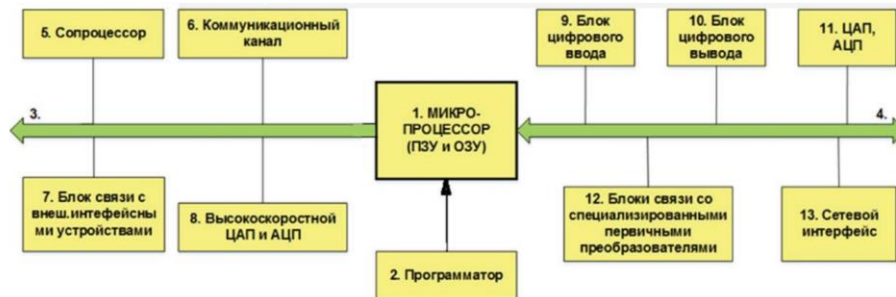 5. Сопроцессор
6. Коммуникационный
канал
9. Блок
цифрового
ввода
10. Блок
цифрового
вывода
11. ЦАП,
АЦП
3.
1. МИКРО-
ПРОЦЕССОР
(ПЗУ и ОЗУ)
4.
7. Блок связи с
внеш.интефейсны
ми устройствами
8. Высокоскоростной
ЦАП и АЦП
12. Блоки связи со
специализированными
первичными
преобразователями
13. Сетевой
интерфейс
2. Программатор